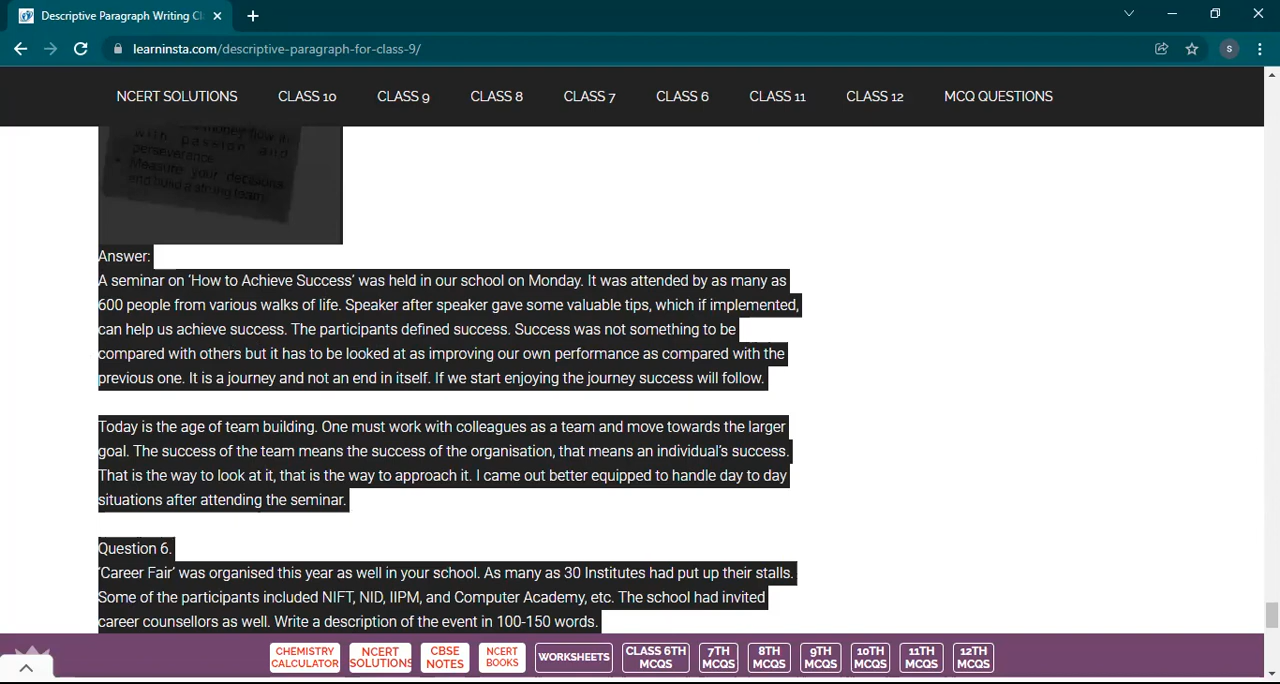 Descriptive Paragraph Writing Cl
learninsta.com/descriptive-paragraph-for-class-9/
S
NCERT SOLUTIONS CLASS 10 CLASS 9 CLASS 8 CLASS 7 CLASS 6 CLASS 11 CLASS 12 MCQ QUESTIONS
with passion and
perseverance
• Measure your decisions
and build a strong team
Answer:
A seminar on ‘How to Achieve Success’ was held in our school on Monday. It was attended by as many as
600 people from various walks of life. Speaker after speaker gave some valuable tips, which if implemented,
can help us achieve success. The participants defined success. Success was not something to be
compared with others but it has to be looked at as improving our own performance as compared with the
previous one. It is a journey and not an end in itself. If we start enjoying the journey success will follow.
Today is the age of team building. One must work with colleagues as a team and move towards the larger
goal. The success of the team means the success of the organisation, that means an individual’s success.
That is the way to look at it, that is the way to approach it. I came out better equipped to handle day to day
situations after attending the seminar.
Question 6.
‘Career Fair’ was organised this year as well in your school. As many as 30 Institutes had put up their stalls.
Some of the participants included NIFT, NID, IIPM, and Computer Academy, etc. The school had invited
career counsellors as well. Write a description of the event in 100-150 words.
CHEMISTRY CALCULATOR NCERT SOLUTIONS CBSE NOTES NCERT BOOKS WORKSHEETS CLASS 6TH MCQS 7TH MCQS 8TH MCQS 9TH MCQS 10TH MCQS 11TH MCQS 12TH MCQS